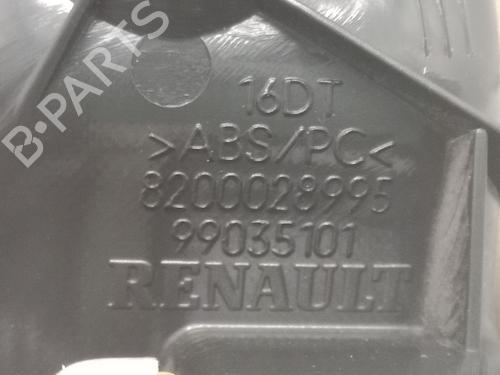 B-PARTS
16DT
>ABS/PC<
8200028995
99035101
RENAULT